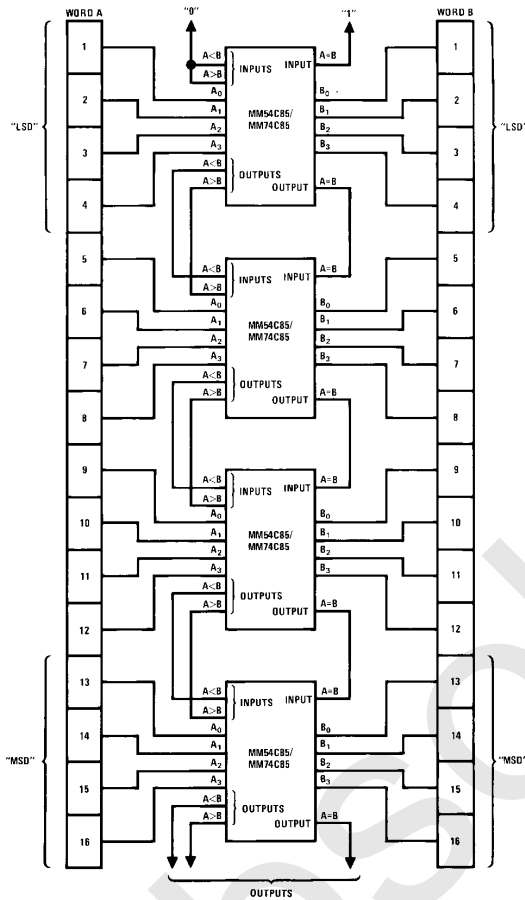 WORD A
"0"
"1"
WORD B
"LSD"
1
2
3
4
5
6
7
8
9
10
11
12
13
14
15
16
"MSD"
A<B
A>B
INPUTS
INPUT
A=B
A0
A1
A2
A3
MM54C85/
MM74C85
B0
B1
B2
B3
A<B
A>B
OUTPUTS
OUTPUT
A=B
A<B
A>B
INPUTS
INPUT
A=B
A0
A1
A2
A3
MM54C85/
MM74C85
B0
B1
B2
B3
A<B
A>B
OUTPUTS
OUTPUT
A=B
A<B
A>B
INPUTS
INPUT
A=B
A0
A1
A2
A3
MM54C85/
MM74C85
B0
B1
B2
B3
A<B
A>B
OUTPUTS
OUTPUT
A=B
A<B
A>B
INPUTS
INPUT
A=B
A0
A1
A2
A3
MM54C85/
MM74C85
B0
B1
B2
B3
A<B
A>B
OUTPUTS
OUTPUT
A=B
1
2
3
4
5
6
7
8
9
10
11
12
13
14
15
16
"LSD"
"MSD"
OUTPUTS